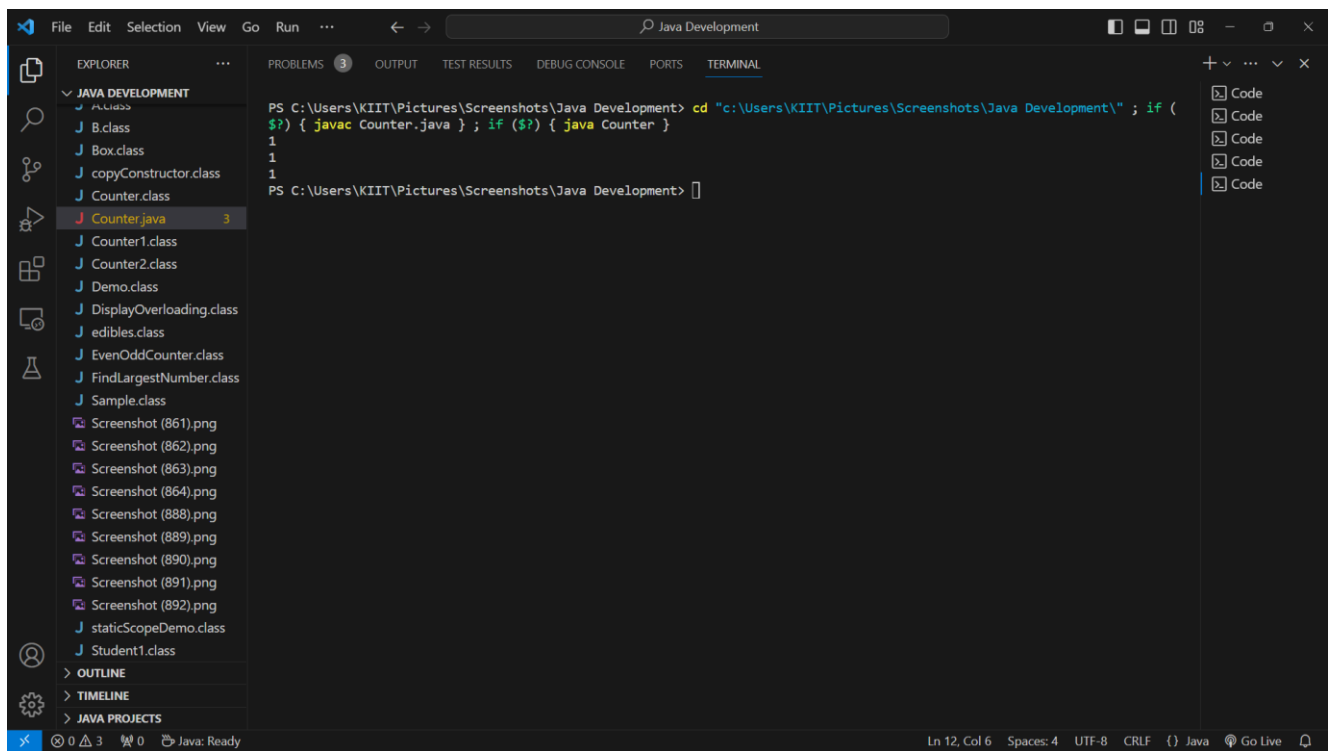 File Edit Selection View Go Run ··· Java Development
EXPLORER ···
JAVA DEVELOPMENT
J A.class
J B.class
J Box.class
J copyConstructor.class
J Counter.class
J Counter.java 3
J Counter1.class
J Counter2.class
J Demo.class
J DisplayOverloading.class
J edibles.class
J EvenOddCounter.class
J FindLargestNumber.class
J Sample.class
Screenshot (861).png
Screenshot (862).png
Screenshot (863).png
Screenshot (864).png
Screenshot (888).png
Screenshot (889).png
Screenshot (890).png
Screenshot (891).png
Screenshot (892).png
J staticScopeDemo.class
J Student1.class
OUTLINE
TIMELINE
JAVA PROJECTS
PROBLEMS 3 OUTPUT TEST RESULTS DEBUG CONSOLE PORTS TERMINAL
PS C:\Users\KIIT\Pictures\Screenshots\Java Development> cd "c:\Users\KIIT\Pictures\Screenshots\Java Development\" ; if (
$?) { javac Counter.java } ; if ($?) { java Counter }
1
1
1
PS C:\Users\KIIT\Pictures\Screenshots\Java Development>
Code
Code
Code
Code
Code
0 3 0 Java: Ready Ln 12, Col 6 Spaces: 4 UTF-8 CRLF {} Java Go Live